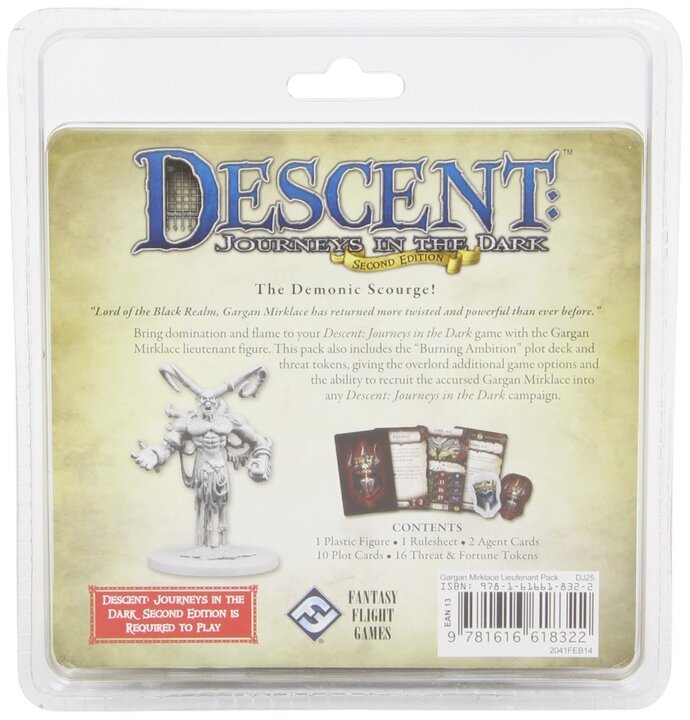 DESCENT:™
JOURNEYS IN THE DARK
SECOND EDITION
The Demonic Scourge!
“Lord of the Black Realm, Gargan Mirklace has returned more twisted and powerful than ever before.”
Bring domination and flame to your Descent: Journeys in the Dark game with the Gargan
Mirklace lieutenant figure. This pack also includes the “Burning Ambition” plot deck and
threat tokens, giving the overlord additional game options and
the ability to recruit the accursed Gargan Mirklace into
any Descent: Journeys in the Dark campaign.
CONTENTS
1 Plastic Figure • 1 Rulesheet • 2 Agent Cards
10 Plot Cards • 16 Threat & Fortune Tokens
DESCENT: JOURNEYS IN THE
DARK SECOND EDITION IS
REQUIRED TO PLAY
®
FANTASY
FLIGHT
GAMES
Gargan Mirklace Lieutenant Pack DJ25
ISBN: 978-1-61661-832-2
EAN 13
9 781616 618322
2041FEB14